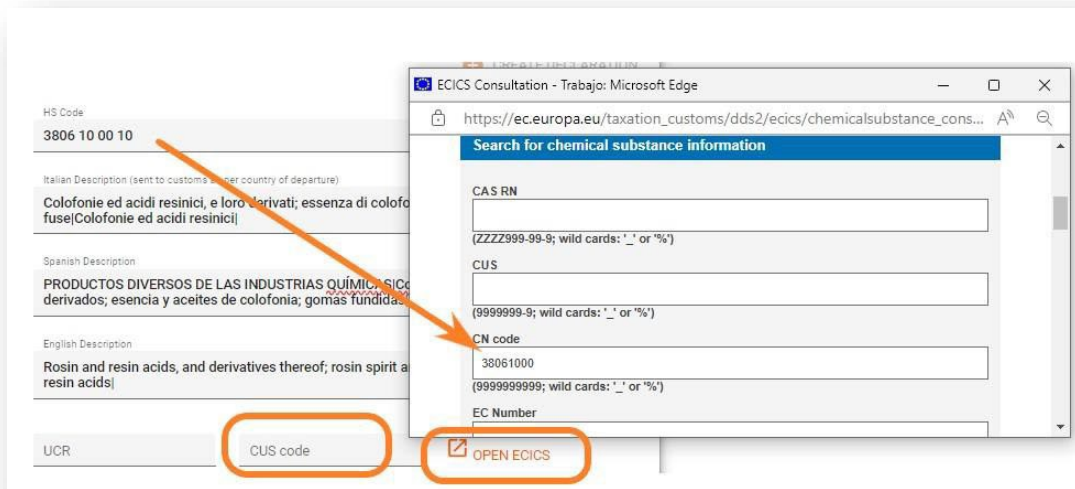 CREATE DECLARATION
HS Code
3806 10 00 10
Italian Description (sent to customs as per country of departure)
Colofonie ed acidi resinici, e loro derivati; essenza di colofo
fuse|Colofonie ed acidi resinici|
Spanish Description
PRODUCTOS DIVERSOS DE LAS INDUSTRIAS QUÍMICAS|Co
derivados; esencia y aceites de colofonia; gomas fundidas
English Description
Rosin and resin acids, and derivatives thereof; rosin spirit a
resin acids|
UCR
CUS code
OPEN ECICS
ECICS Consultation - Trabajo: Microsoft Edge
https://ec.europa.eu/taxation_customs/dds2/ecics/chemicalsubstance_cons...
Search for chemical substance information
CAS RN
(ZZZZ999-99-9; wild cards: '_' or '%')
CUS
(9999999-9; wild cards: '_' or '%')
CN code
38061000
(9999999999; wild cards: '_' or '%')
EC Number